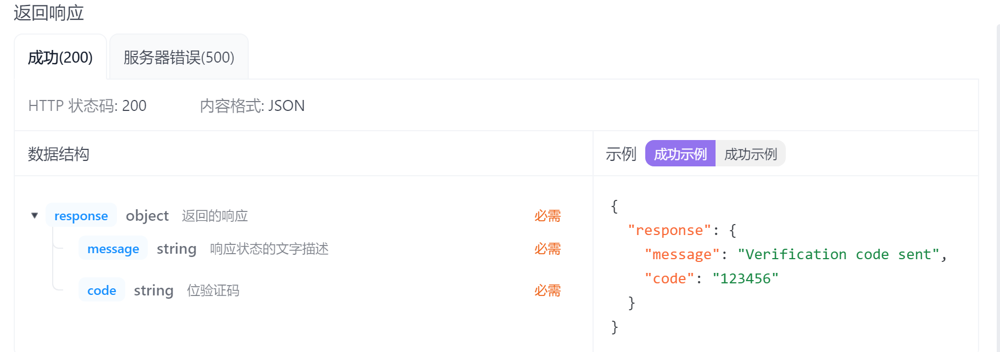 返回响应
成功(200) 服务器错误(500)
HTTP 状态码: 200 内容格式: JSON
数据结构
示例 成功示例 成功示例
response object 返回的响应 必需
message string 响应状态的文字描述 必需
code string 位验证码 必需
{
"response": {
"message": "Verification code sent",
"code": "123456"
}
}